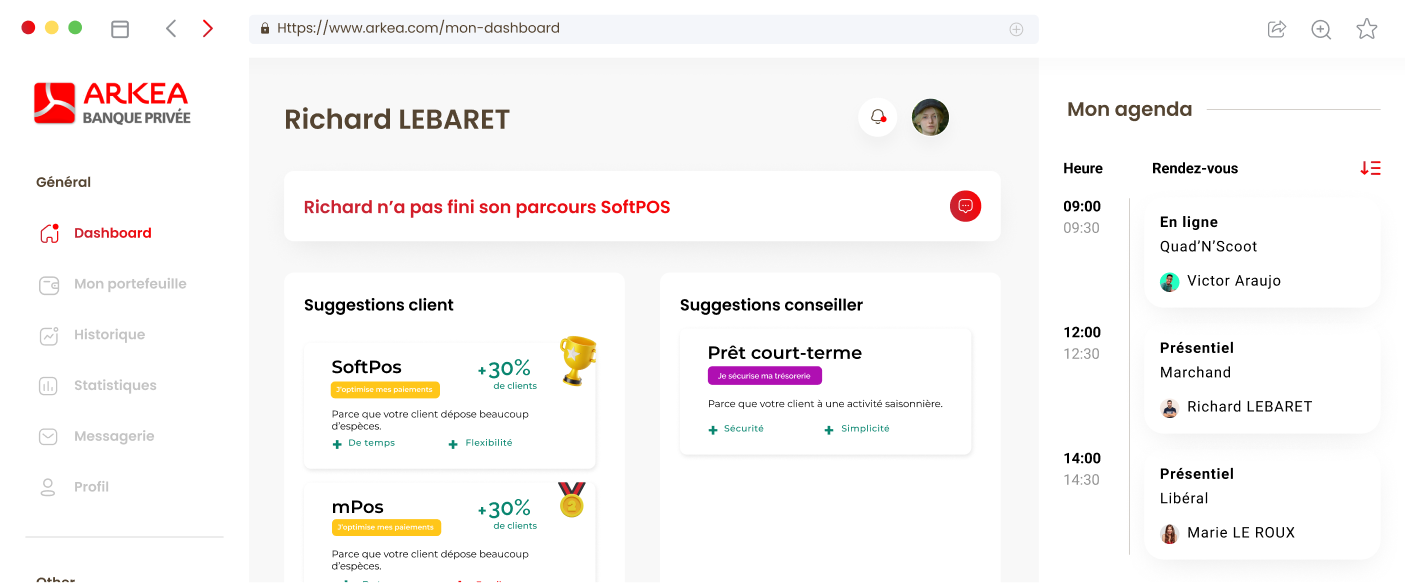 Https://www.arkea.com/mon-dashboard
ARKEA
BANQUE PRIVÉE
Général
Dashboard
Mon portefeuille
Historique
Statistiques
Messagerie
Profil
Other
Richard LEBARET
Richard n'a pas fini son parcours SoftPOS
Suggestions client
SoftPos
J'optimise mes paiements
+30%
de clients
Parce que votre client dépose beaucoup
d'espèces.
+ De temps
+ Flexibilité
mPos
J'optimise mes paiements
+30%
de clients
Parce que votre client dépose beaucoup
d'espèces.
Suggestions conseiller
Prêt court-terme
Je sécurise ma trésorerie
Parce que votre client à une activité saisonnière.
+ Sécurité
+ Simplicité
Mon agenda
Heure
Rendez-vous
09:00
09:30
En ligne
Quad'N'Scoot
Victor Araujo
12:00
12:30
Présentiel
Marchand
Richard LEBARET
14:00
14:30
Présentiel
Libéral
Marie LE ROUX